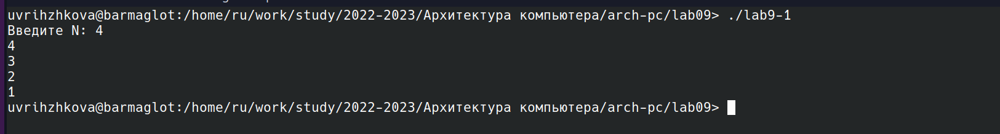 uvrihzhkova@barmaglot:/home/ru/work/study/2022-2023/Архитектура компьютера/arch-pc/lab09> ./lab9-1
Введите N: 4
4
3
2
1
uvrihzhkova@barmaglot:/home/ru/work/study/2022-2023/Архитектура компьютера/arch-pc/lab09>